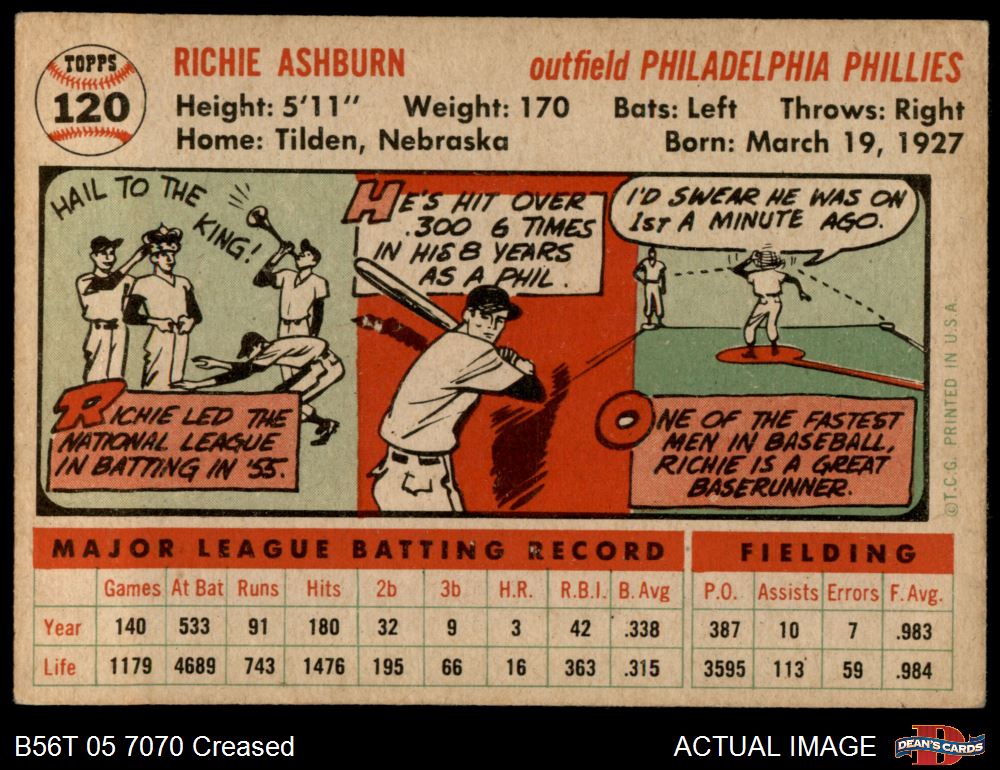 TOPPS
120
RICHIE ASHBURN outfield PHILADELPHIA PHILLIES
Height: 5'11" Weight: 170 Bats: Left Throws: Right
Home: Tilden, Nebraska Born: March 19, 1927
HAIL TO THE
KING!
RICHIE LED THE
NATIONAL LEAGUE
IN BATTING IN '55.
HE'S HIT OVER
.300 6 TIMES
IN HIS 8 YEARS
AS A PHIL.
I'D SWEAR HE WAS ON
1ST A MINUTE AGO.
ONE OF THE FASTEST
MEN IN BASEBALL,
RICHIE IS A GREAT
BASERUNNER.
©T.C.G. PRINTED IN U.S.A.
MAJOR LEAGUE BATTING RECORD FIELDING
Games At Bat Runs Hits 2b 3b H.R. R.B.I. B. Avg P.O. Assists Errors F. Avg.
Year 140 533 91 180 32 9 3 42 .338 387 10 7 .983
Life 1179 4689 743 1476 195 66 16 363 .315 3595 113 59 .984
B56T 05 7070 Creased ACTUAL IMAGE
DEAN'S CARDS